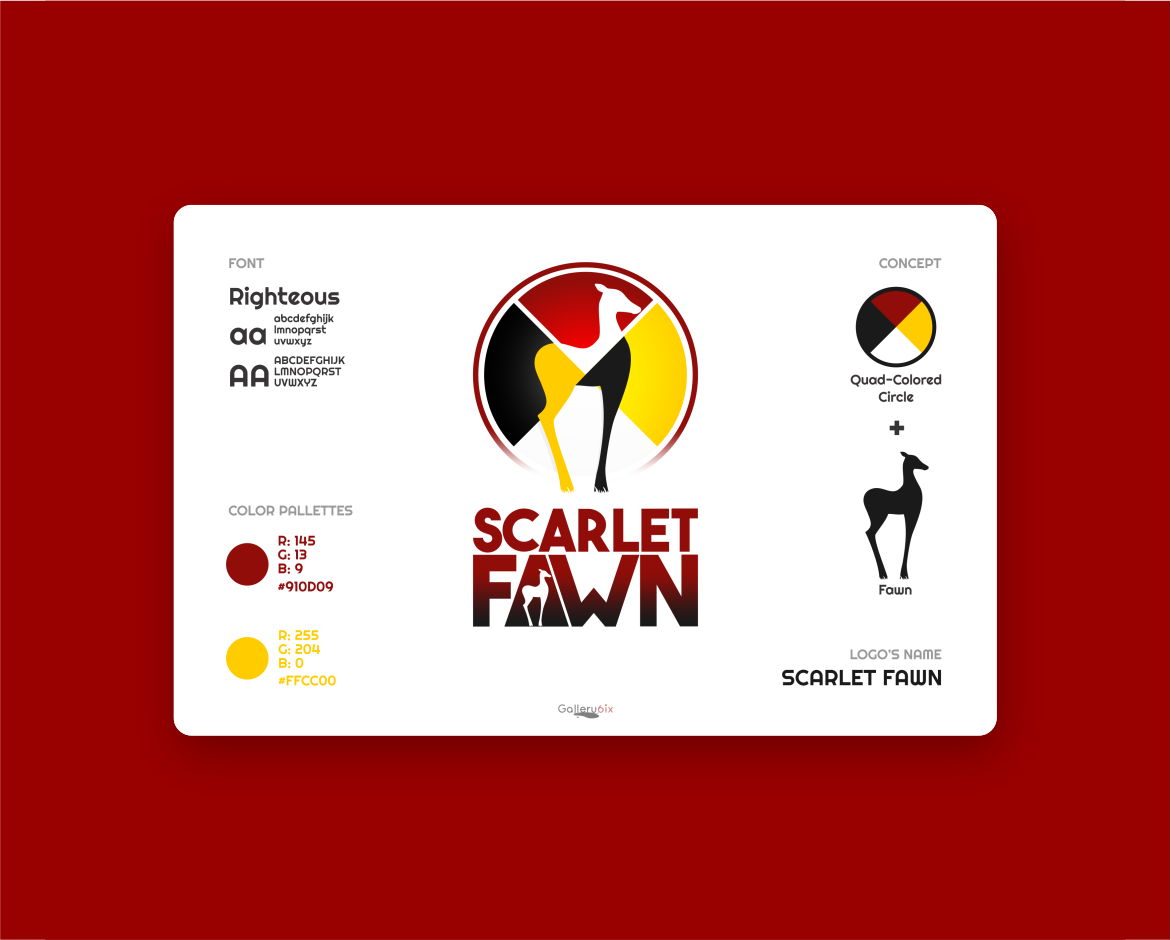 FONT
Righteous
aa
abcdefghijk
lmnopqrst
uvwxyz
AA
ABCDEFGHIJK
LMNOPQRST
UVWXYZ
COLOR PALLETTES
R: 145
G: 13
B: 9
#910D09
R: 255
G: 204
B: 0
#FFCC00
SCARLET
FAWN
Gallery6ix
CONCEPT
Quad-Colored
Circle
+
Fawn
LOGO'S NAME
SCARLET FAWN